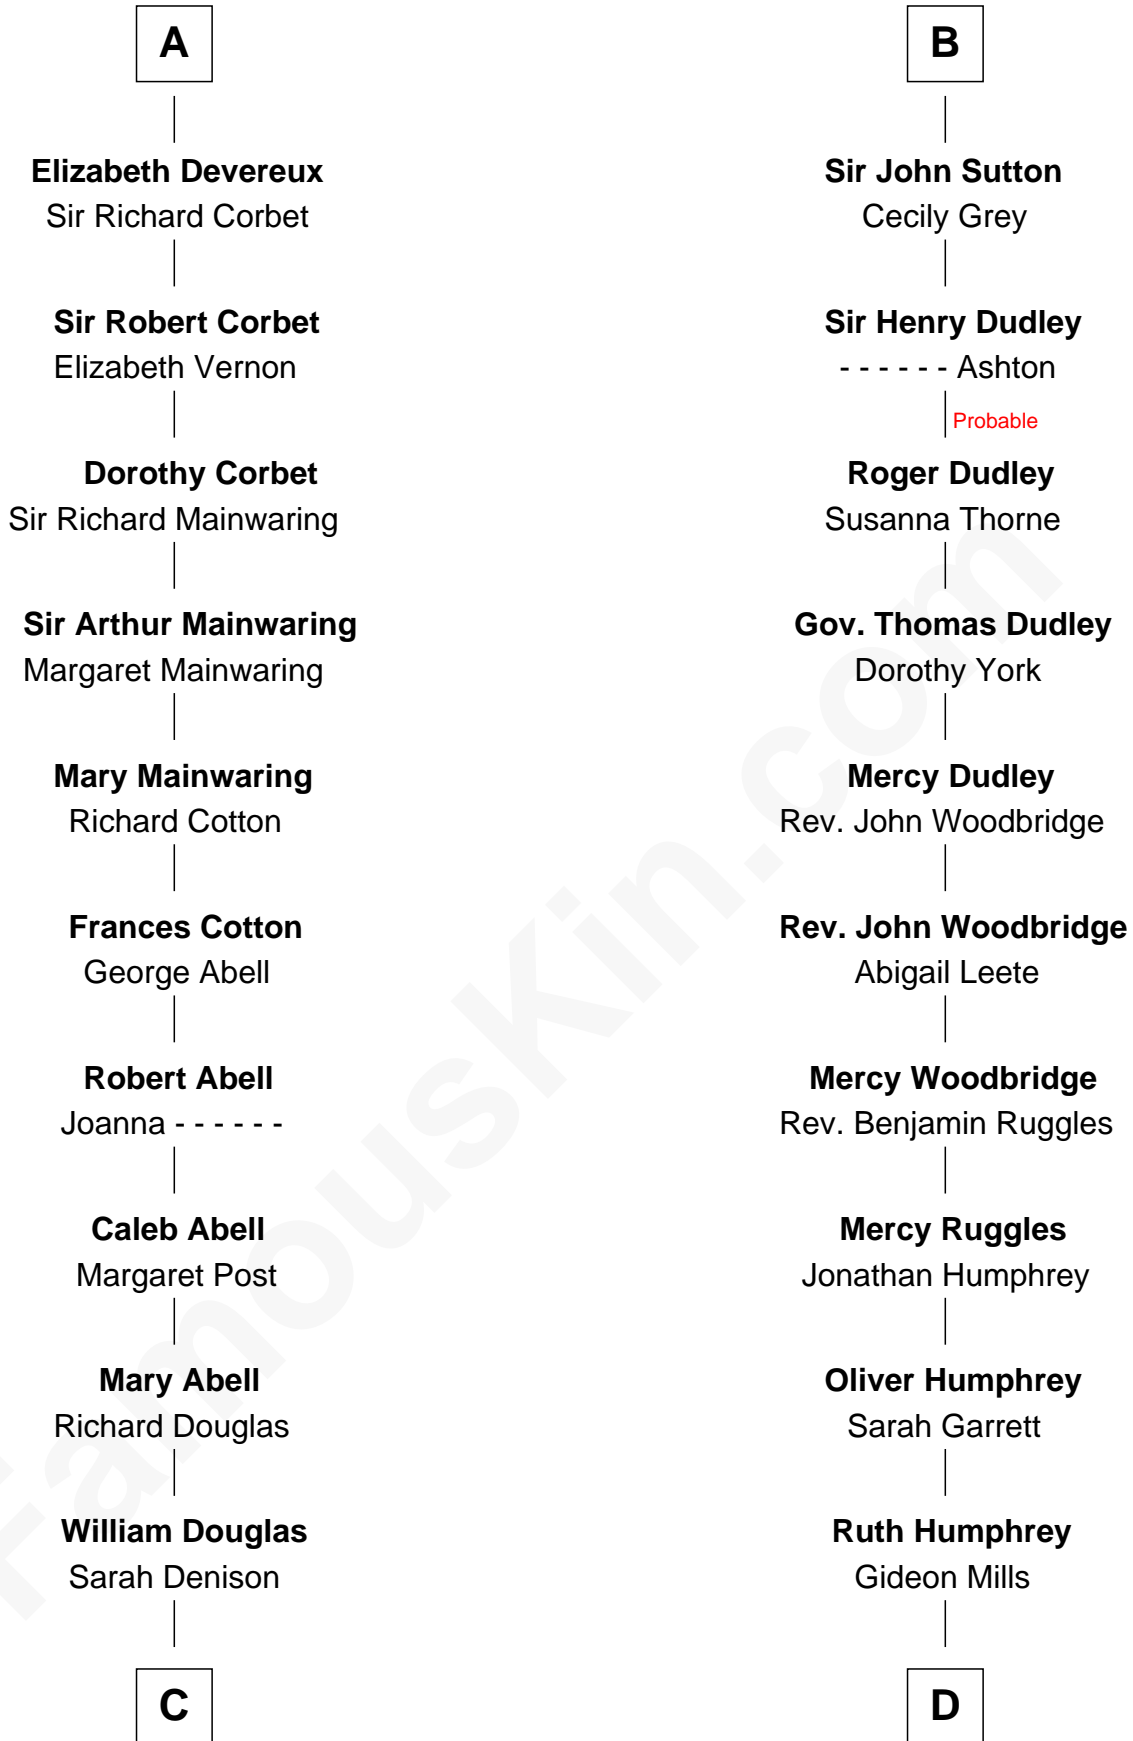 A
Elizabeth Devereux
Sir Richard Corbet
Sir Robert Corbet
Elizabeth Vernon
Dorothy Corbet
Sir Richard Mainwaring
Sir Arthur Mainwaring
Margaret Mainwaring
Mary Mainwaring
Richard Cotton
Frances Cotton
George Abell
Robert Abell
Joanna - - - - - -
Caleb Abell
Margaret Post
Mary Abell
Richard Douglas
William Douglas
Sarah Denison
C
B
Sir John Sutton
Cecily Grey
Sir Henry Dudley
- - - - - - Ashton
Probable
Roger Dudley
Susanna Thorne
Gov. Thomas Dudley
Dorothy York
Mercy Dudley
Rev. John Woodbridge
Rev. John Woodbridge
Abigail Leete
Mercy Woodbridge
Rev. Benjamin Ruggles
Mercy Ruggles
Jonathan Humphrey
Oliver Humphrey
Sarah Garrett
Ruth Humphrey
Gideon Mills
D
FamousKin.com